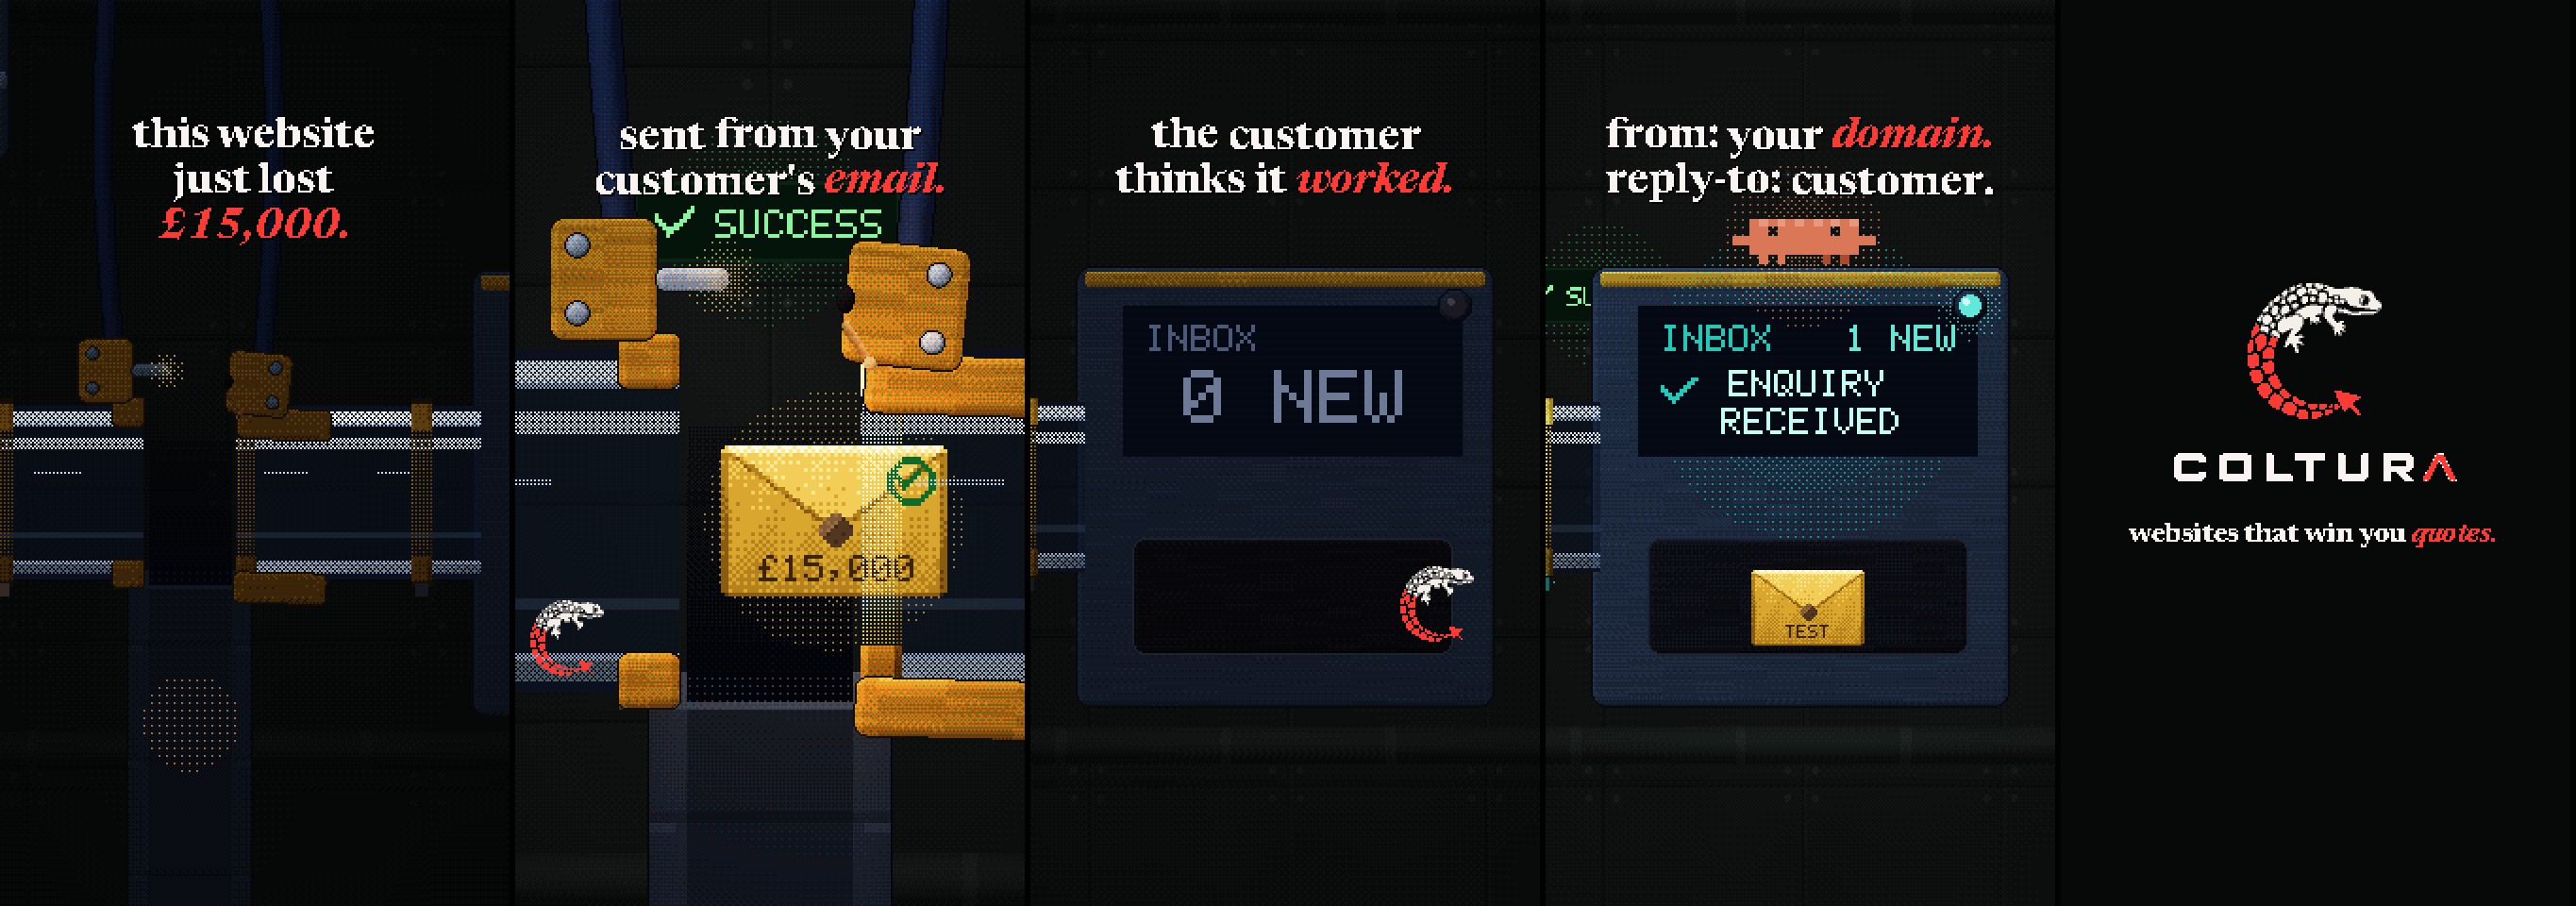 this website
just lost
£15,000.
sent from your
customer's email.
✓ SUCCESS
£15,000
the customer
thinks it worked.
INBOX
0 NEW
from: your domain.
reply-to: customer.
✓ SU
INBOX 1 NEW
✓ ENQUIRY
RECEIVED
TEST
COLTURΛ
websites that win you quotes.